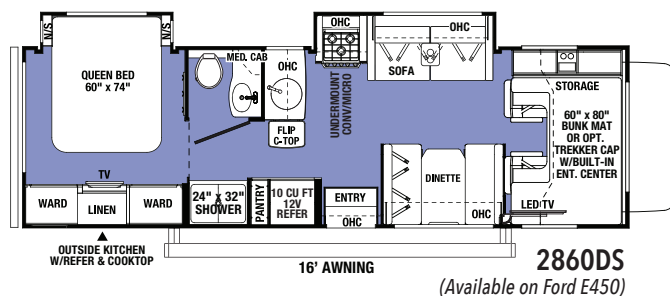 N/S
N/S
QUEEN BED
60" x 74"
MED. CAB
OHC
OHC
UNDERMOUNT
CONV/MICRO
OHC
SOFA
FLIP
C-TOP
STORAGE
60" x 80"
BUNK MAT
OR OPT.
TREKKER CAP
W/BUILT-IN
ENT. CENTER
LED TV
TV
WARD
LINEN
WARD
24" x 32"
SHOWER
PANTRY
10 CU FT
12V
REFER
ENTRY
OHC
DINETTE
OHC
OUTSIDE KITCHEN
W/REFER & COOKTOP
16' AWNING
2860DS
(Available on Ford E450)